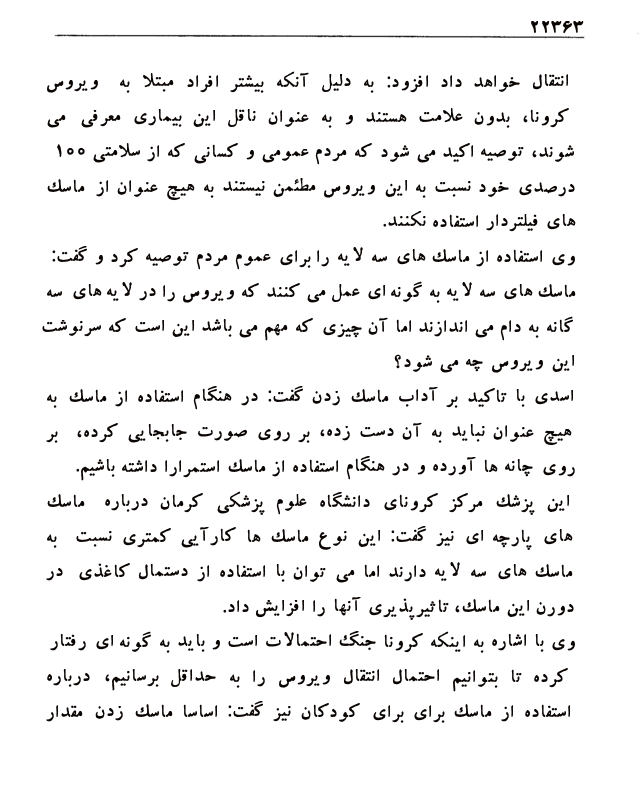 ۲۲۳۶۳
انتقال خواهد داد افزود: به دلیل آنکه بیشتر افراد مبتلا به ویروس
کرونا، بدون علامت هستند و به عنوان ناقل این بیماری معرفی می
شوند، توصیه اکید می شود که مردم عمومی و کسانی که از سلامتی ۱۰۰
درصدی خود نسبت به این ویروس مطئمن نیستند به هیچ عنوان از ماسک
های فیلتردار استفاده نکنند.
وی استفاده از ماسک های سه لایه را برای عموم مردم توصیه کرد و گفت:
ماسک های سه لایه به گونه ای عمل می کنند که ویروس را در لایه های سه
گانه به دام می اندازند اما آن چیزی که مهم می باشد این است که سرنوشت
این ویروس چه می شود؟
اسدی با تاکید بر آداب ماسک زدن گفت: در هنگام استفاده از ماسک به
هیچ عنوان نباید به آن دست زده، بر روی صورت جابجایی کرده، بر
روی چانه ها آورده و در هنگام استفاده از ماسک استمرارا داشته باشیم.
این پزشک مرکز کرونای دانشگاه علوم پزشکی کرمان درباره ماسک
های پارچه ای نیز گفت: این نوع ماسک ها کارآیی کمتری نسبت به
ماسک های سه لایه دارند اما می توان با استفاده از دستمال کاغذی در
دورن این ماسک، تاثیرپذیری آنها را افزایش داد.
وی با اشاره به اینکه کرونا جنگ احتمالات است و باید به گونه ای رفتار
کرده تا بتوانیم احتمال انتقال ویروس را به حداقل برسانیم، درباره
استفاده از ماسک برای برای کودکان نیز گفت: اساسا ماسک زدن مقدار